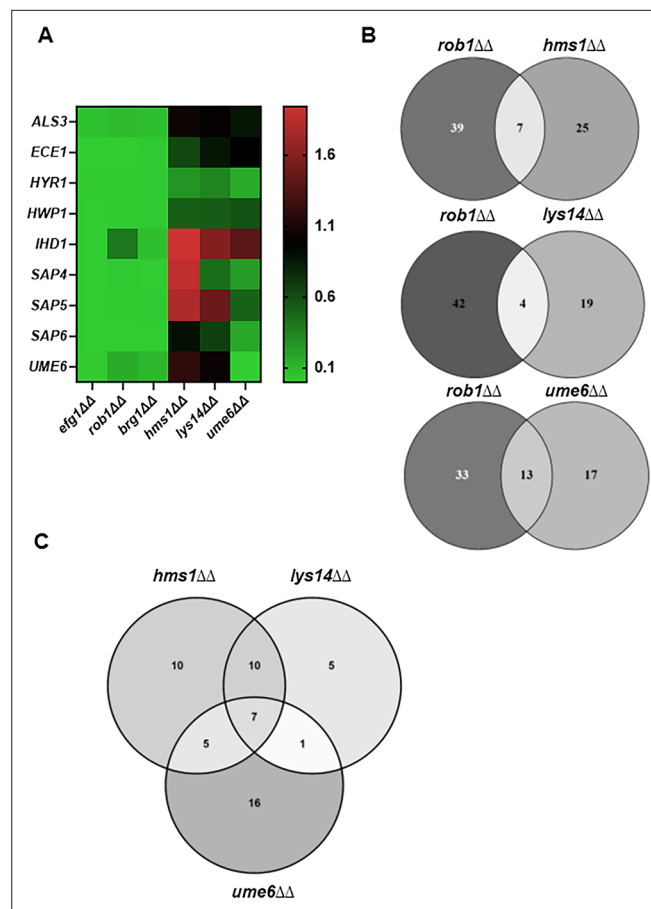 A
ALS3
ECE1
HYR1
HWP1
IHD1
SAP4
SAP5
SAP6
UME6
1.6
1.1
0.6
0.1
efg1ΔΔ
rob1ΔΔ
brg1ΔΔ
hms1ΔΔ
lys14ΔΔ
ume6ΔΔ
B
rob1ΔΔ hms1ΔΔ
39 7 25
rob1ΔΔ lys14ΔΔ
42 4 19
rob1ΔΔ ume6ΔΔ
33 13 17
C
hms1ΔΔ lys14ΔΔ
10 10 5
7
5 1
16
ume6ΔΔ